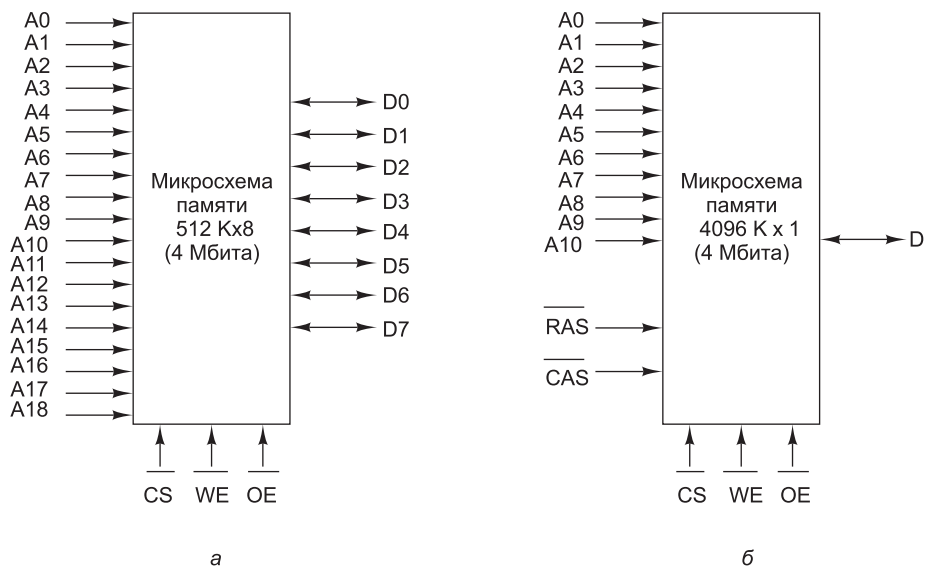 A0
A1
A2
A3
A4
A5
A6
A7
A8
A9
A10
A11
A12
A13
A14
A15
A16
A17
A18
Микросхема
памяти
512 Kx8
(4 Мбита)
D0
D1
D2
D3
D4
D5
D6
D7
CS WE OE
а
A0
A1
A2
A3
A4
A5
A6
A7
A8
A9
A10
RAS
CAS
Микросхема
памяти
4096 K x 1
(4 Мбита)
D
CS WE OE
б